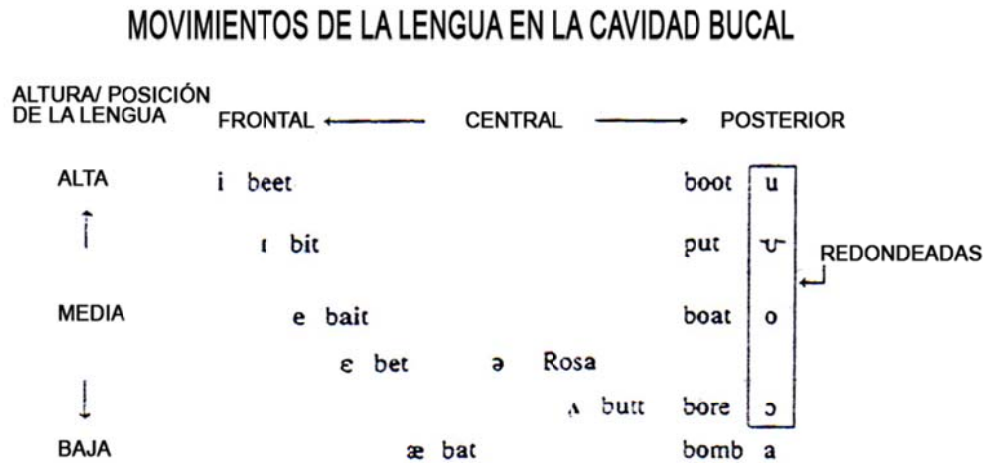 MOVIMIENTOS DE LA LENGUA EN LA CAVIDAD BUCAL
ALTURA/ POSICIÓN
DE LA LENGUA
FRONTAL ← CENTRAL → POSTERIOR
ALTA i beet boot u
ɪ bit put ʊ
REDONDEADAS
MEDIA e bait boat o
ɛ bet ə Rosa
ʌ butt bore ɔ
BAJA æ bat bomb a